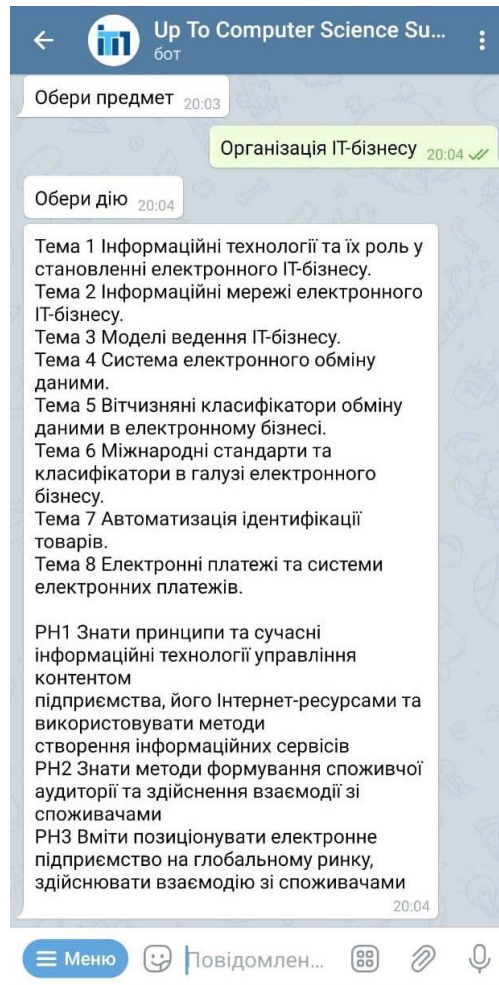 Up To Computer Science Su...
бот
Обери предмет 20:03
Організація ІТ-бізнесу 20:04
Обери дію 20:04
Тема 1 Інформаційні технології та їх роль у
становленні електронного ІТ-бізнесу.
Тема 2 Інформаційні мережі електронного
ІТ-бізнесу.
Тема 3 Моделі ведення ІТ-бізнесу.
Тема 4 Система електронного обміну
даними.
Тема 5 Вітчизняні класифікатори обміну
даними в електронному бізнесі.
Тема 6 Міжнародні стандарти та
класифікатори в галузі електронного
бізнесу.
Тема 7 Автоматизація ідентифікації
товарів.
Тема 8 Електронні платежі та системи
електронних платежів.
РН1 Знати принципи та сучасні
інформаційні технології управління
контентом
підприємства, його Інтернет-ресурсами та
використовувати методи
створення інформаційних сервісів
РН2 Знати методи формування споживчої
аудиторії та здійснення взаємодії зі
споживачами
РН3 Вміти позиціонувати електронне
підприємство на глобальному ринку,
здійснювати взаємодію зі споживачами
20:04
Меню Повідомлен...